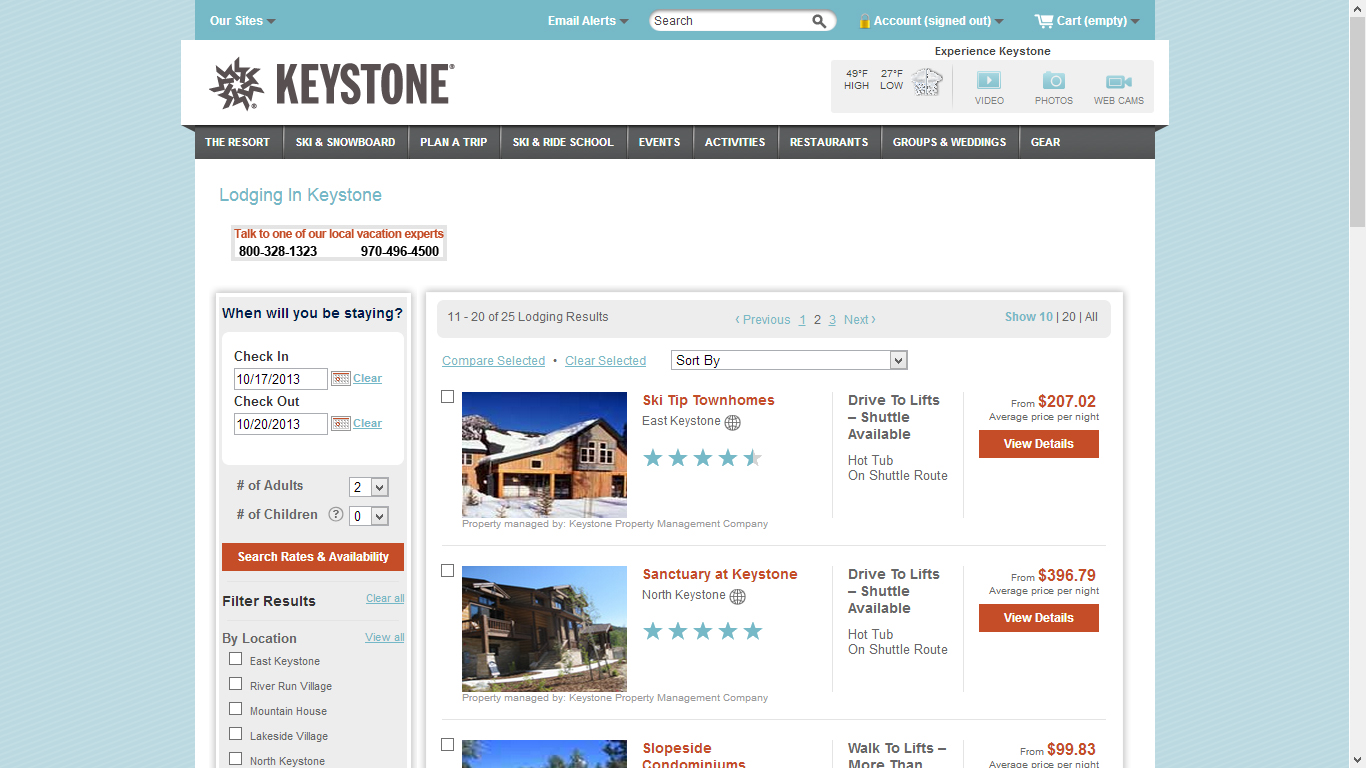 Our Sites
Email Alerts
Search
Account (signed out)
Cart (empty)
KEYSTONE®
Experience Keystone
49°F HIGH
27°F LOW
VIDEO
PHOTOS
WEB CAMS
THE RESORT
SKI & SNOWBOARD
PLAN A TRIP
SKI & RIDE SCHOOL
EVENTS
ACTIVITIES
RESTAURANTS
GROUPS & WEDDINGS
GEAR
Lodging In Keystone
Talk to one of our local vacation experts
800-328-1323 970-496-4500
When will you be staying?
Check In
10/17/2013 Clear
Check Out
10/20/2013 Clear
# of Adults 2
# of Children ? 0
Search Rates & Availability
Filter Results Clear all
By Location View all
East Keystone
River Run Village
Mountain House
Lakeside Village
North Keystone
11 - 20 of 25 Lodging Results
‹ Previous 1 2 3 Next ›
Show 10 | 20 | All
Compare Selected • Clear Selected
Sort By
Ski Tip Townhomes
East Keystone
Drive To Lifts
– Shuttle
Available
Hot Tub
On Shuttle Route
From $207.02
Average price per night
View Details
Property managed by: Keystone Property Management Company
Sanctuary at Keystone
North Keystone
Drive To Lifts
– Shuttle
Available
Hot Tub
On Shuttle Route
From $396.79
Average price per night
View Details
Property managed by: Keystone Property Management Company
Slopeside
Condominiums
Walk To Lifts –
More Than
From $99.83
Average price per night